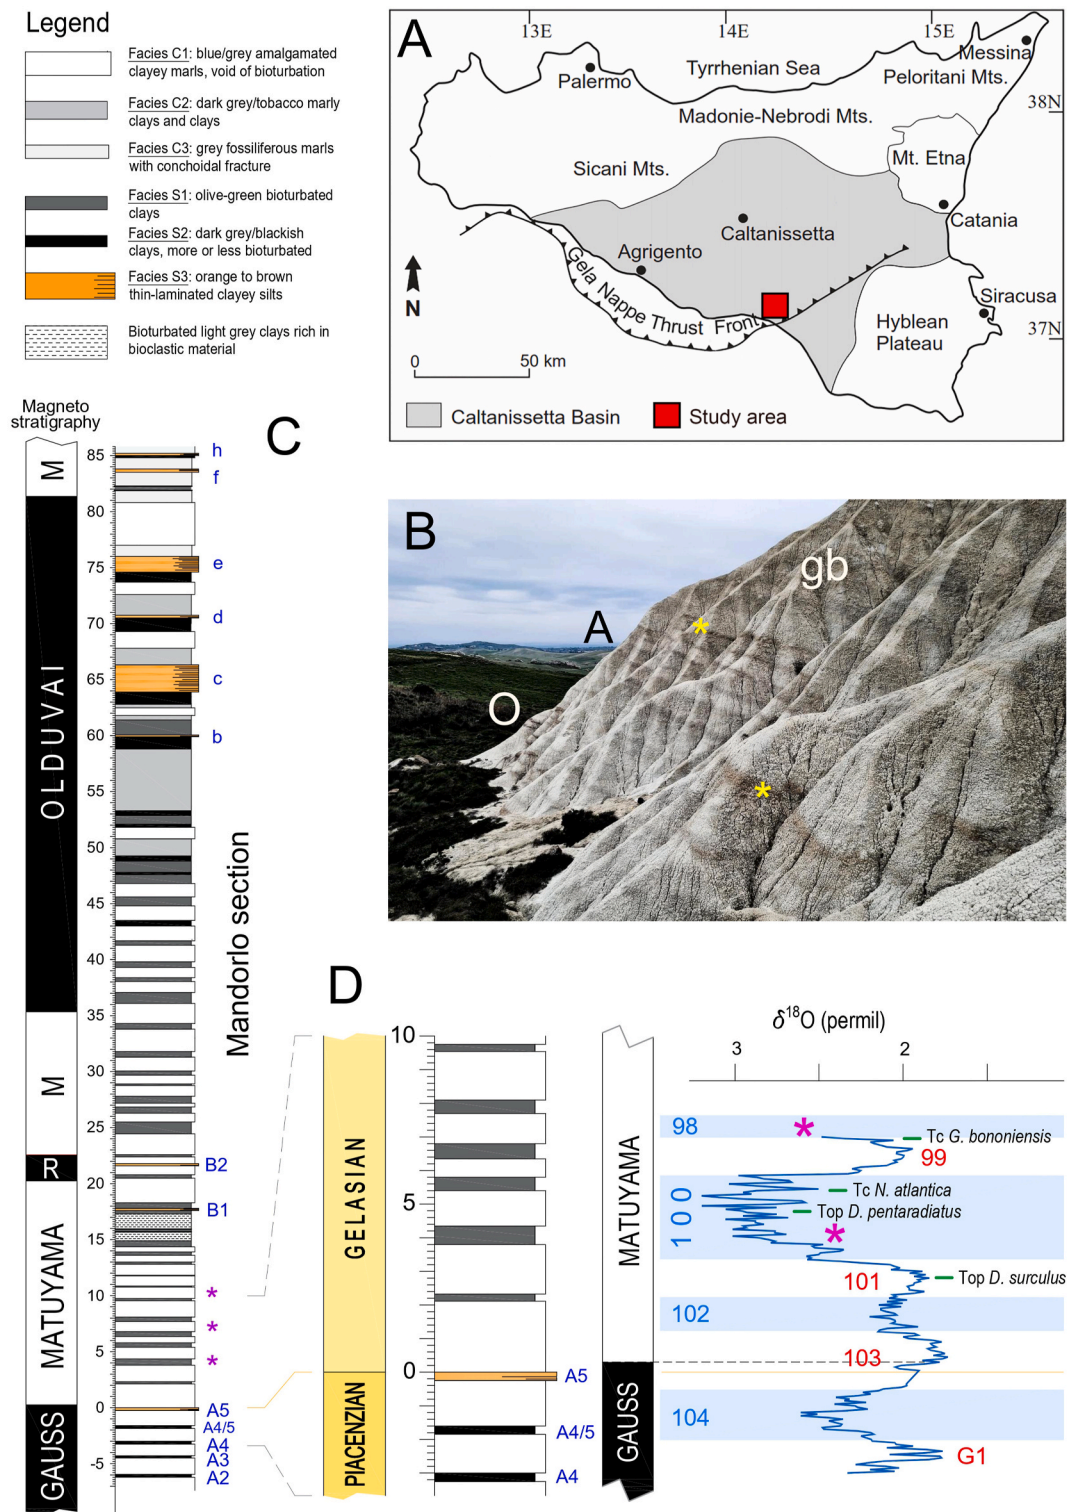 Legend
Facies C1: blue/grey amalgamated
clayey marls, void of bioturbation
Facies C2: dark grey/tobacco marly
clays and clays
Facies C3: grey fossiliferous marls
with conchoidal fracture
Facies S1: olive-green bioturbated
clays
Facies S2: dark grey/blackish
clays, more or less bioturbated
Facies S3: orange to brown
thin-laminated clayey silts
Bioturbated light grey clays rich in
bioclastic material
A
13E
14E
15E
38N
37N
Messina
Palermo
Tyrrhenian Sea
Peloritani Mts.
Madonie-Nebrodi Mts.
Mt. Etna
Sicani Mts.
Catania
Caltanissetta
Agrigento
Gela Nappe Thrust Front
Siracusa
Hyblean
Plateau
N
0
50 km
Caltanissetta Basin
Study area
B
gb
*
A
O
*
C
Magneto
stratigraphy
M
OLDUVAI
M
R
MATUYAMA
GAUSS
85
80
75
70
65
60
55
50
45
40
35
30
25
20
15
10
5
0
-5
h
f
e
d
c
b
B2
B1
*
*
*
A5
A4/5
A4
A3
A2
Mandorlo section
D
GELASIAN
PIACENZIAN
10
5
0
A5
A4/5
A4
MATUYAMA
GAUSS
δ18O (permil)
3
2
98
*
Tc G. bononiensis
99
100
Tc N. atlantica
Top D. pentaradiatus
*
101
Top D. surculus
102
103
104
G1